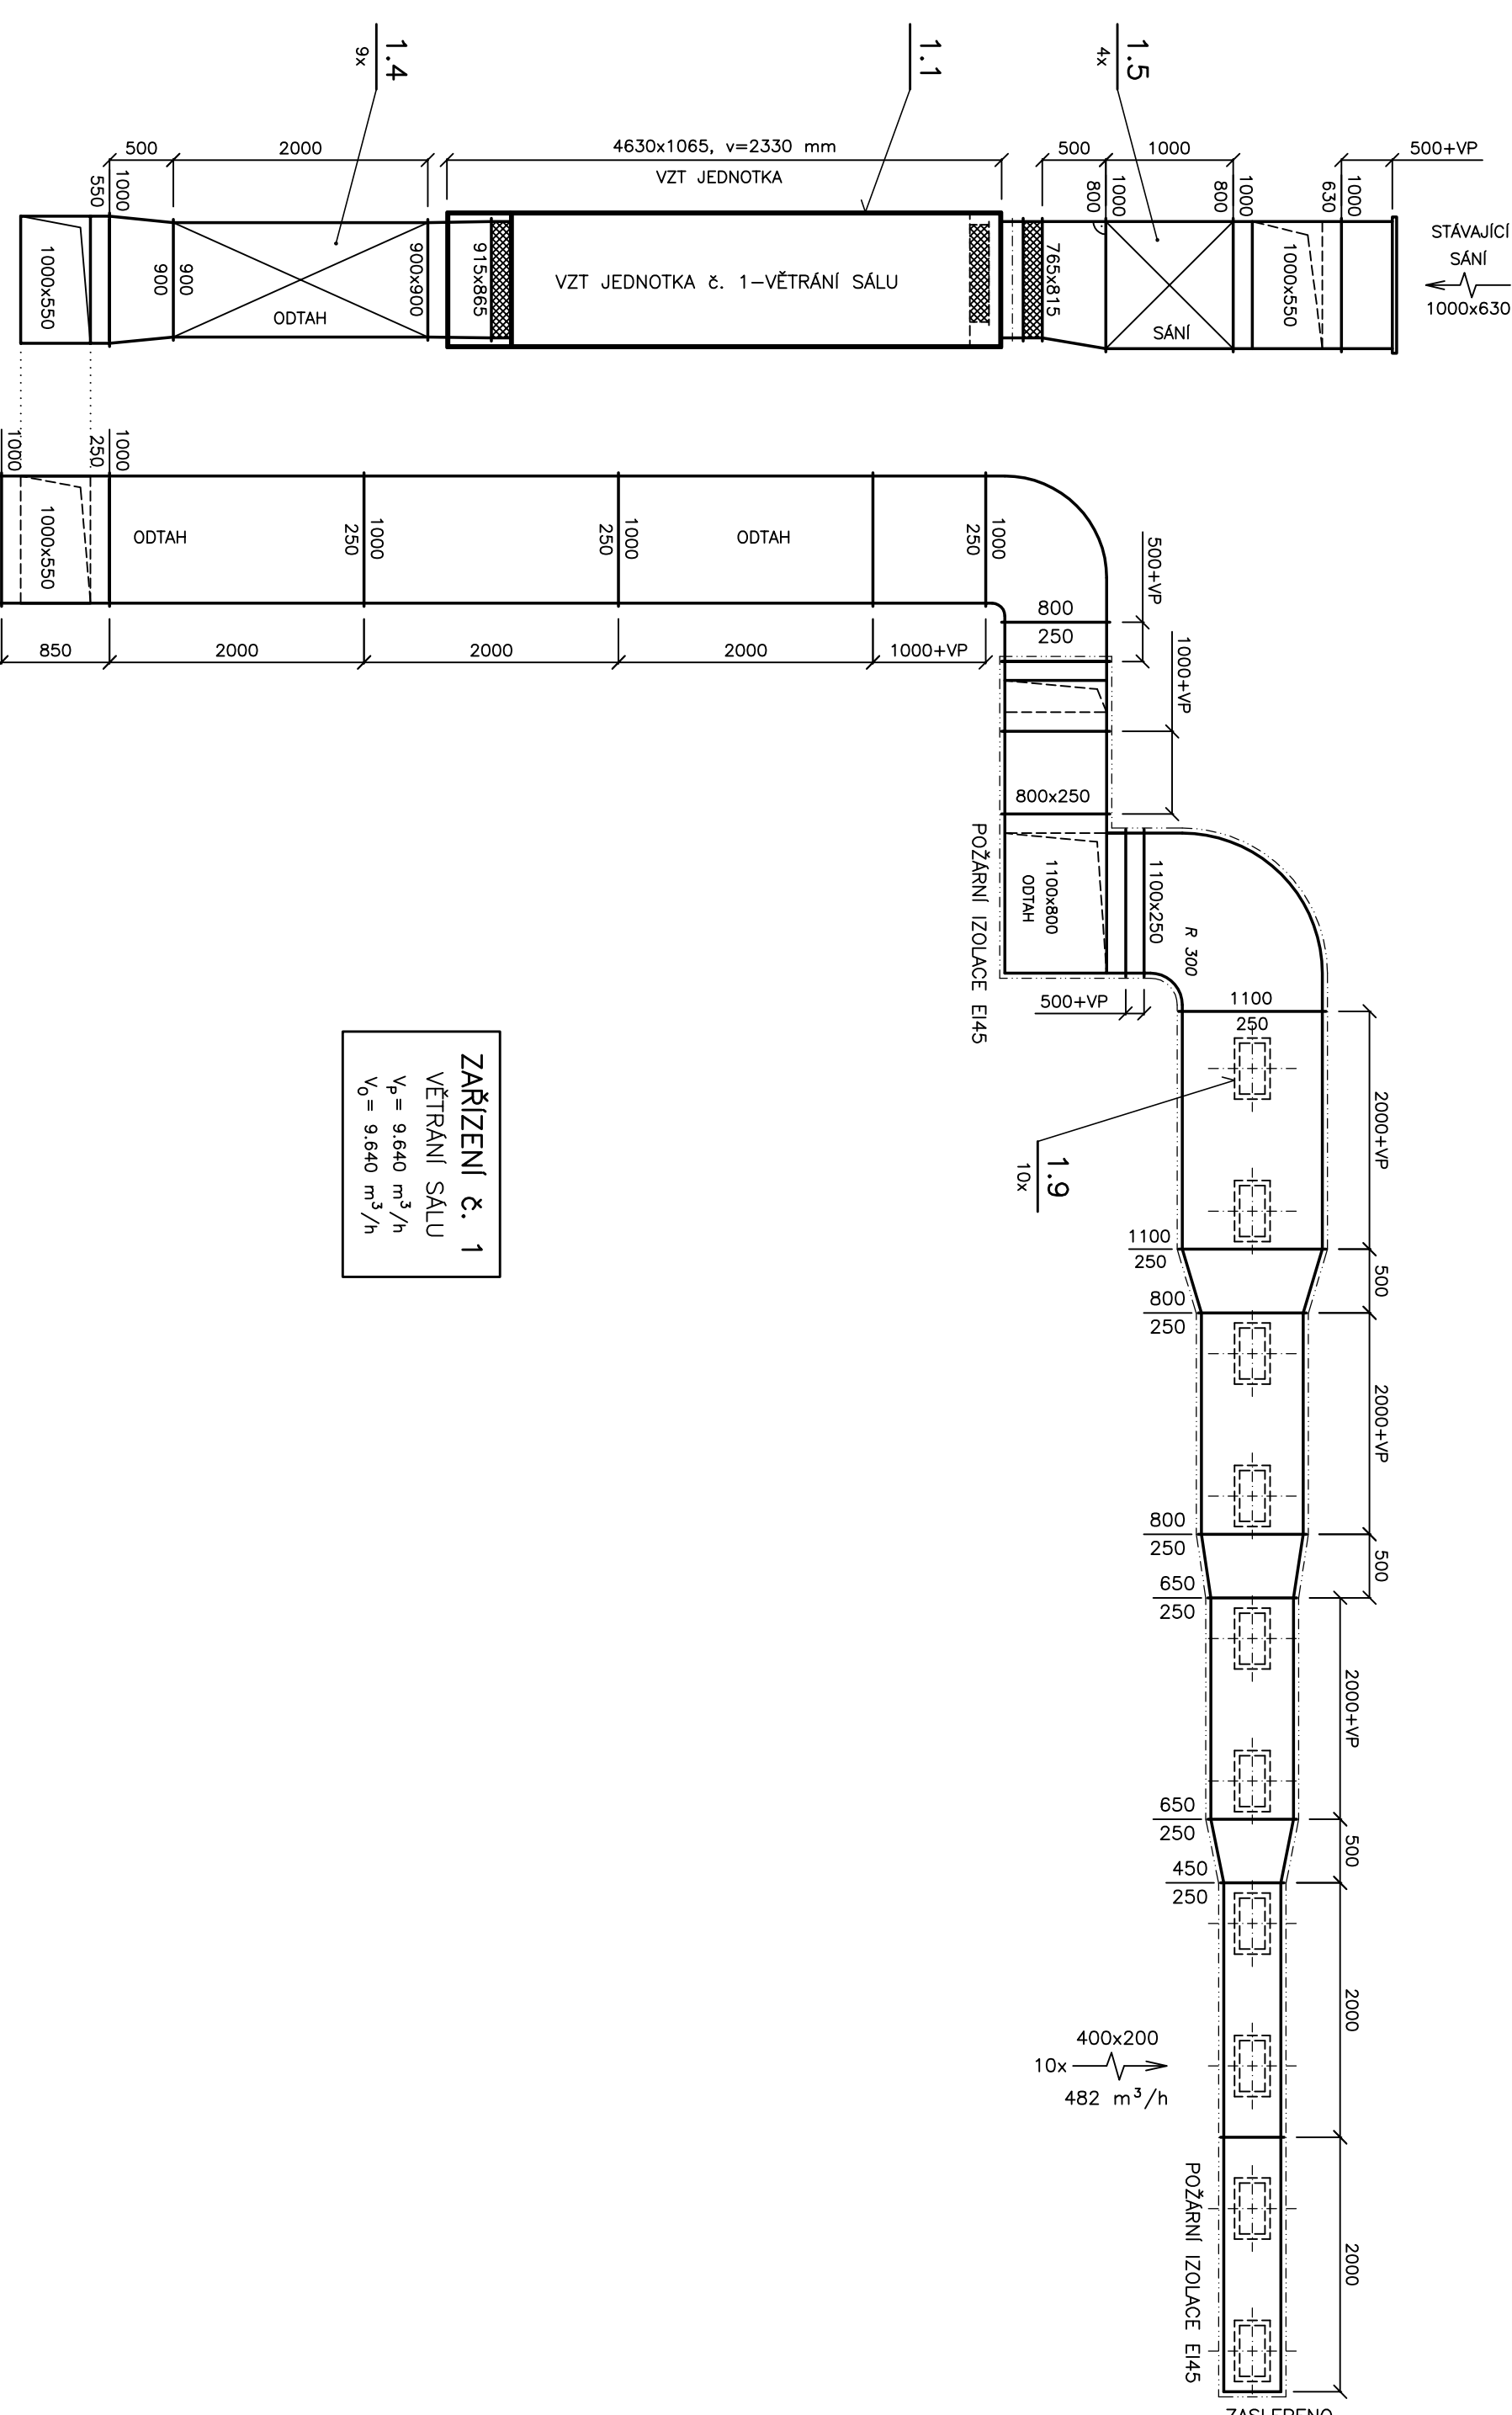 1.4
9x
1.1
1.5
4x
500
2000
4630x1065, v=2330 mm
VZT JEDNOTKA
500
1000
500+VP
1000
550
1000
800
1000
800
1000
630
STÁVAJÍCÍ
SÁNÍ
1000x630
1000x550
900
900
ODTAH
900x900
915x865
VZT JEDNOTKA č. 1-VĚTRÁNÍ SÁLU
765x815
SÁNÍ
1000x550
1000
1000
250
1000x550
ODTAH
1000
250
1000
250
ODTAH
1000
250
850
2000
2000
2000
1000+VP
500+VP
800
250
1000+VP
800x250
POŽÁRNÍ IZOLACE EI45
1100x800
ODTAH
1100x250
R 300
500+VP
1100
250
2000+VP
1.9
10x
1100
250
500
800
250
2000+VP
800
250
500
650
250
2000+VP
650
250
500
450
250
2000
400x200
10x
482 m³/h
POŽÁRNÍ IZOLACE EI45
2000
ZAŘÍZENÍ č. 1
VĚTRÁNÍ SÁLU
VP= 9.640 m³/h
VO= 9.640 m³/h